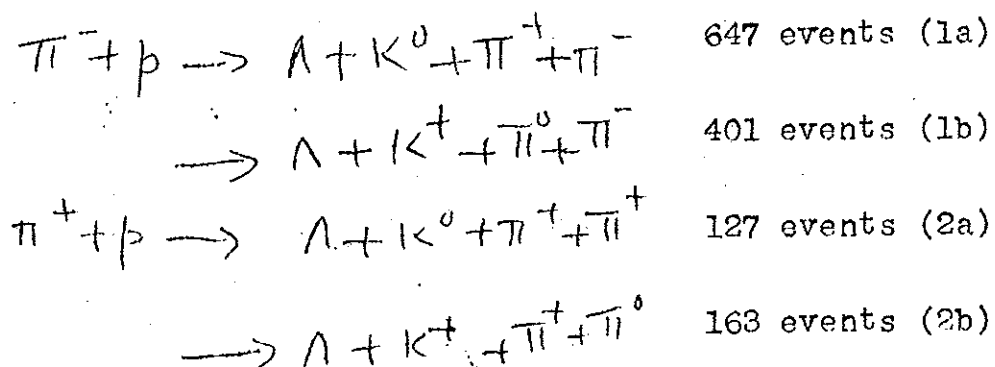 π⁻ + p → Λ + K⁰ + π⁺ + π⁻ 647 events (1a)
→ Λ + K⁺ + π⁰ + π⁻ 401 events (1b)
π⁺ + p → Λ + K⁰ + π⁺ + π⁺ 127 events (2a)
→ Λ + K⁺ + π⁺ + π⁰ 163 events (2b)